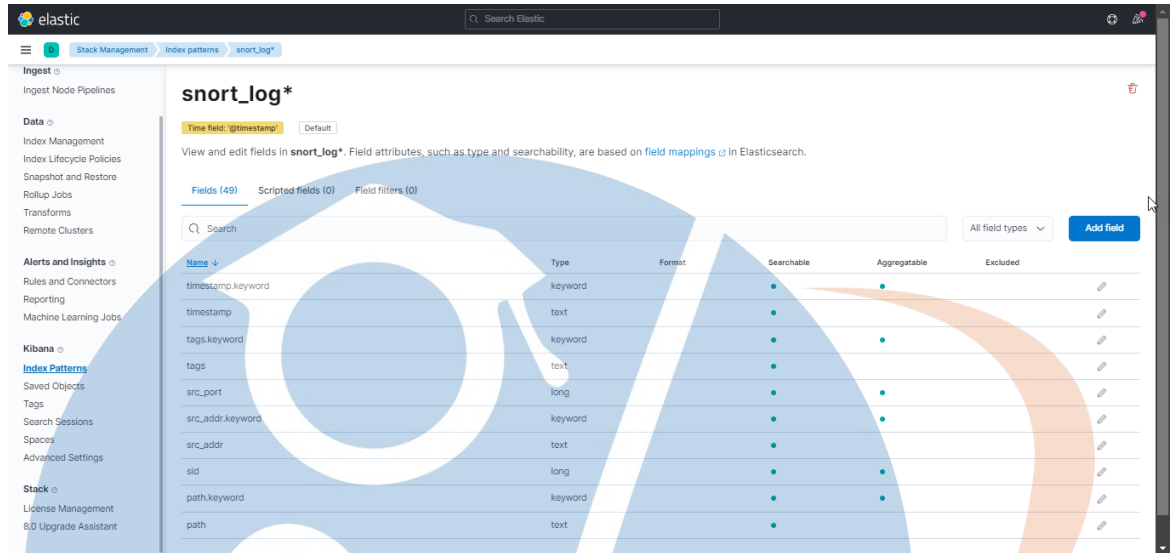 elastic
Search Elastic
D Stack Management Index patterns snort_log*
Ingest
Ingest Node Pipelines
Data
Index Management
Index Lifecycle Policies
Snapshot and Restore
Rollup Jobs
Transforms
Remote Clusters
Alerts and Insights
Rules and Connectors
Reporting
Machine Learning Jobs
Kibana
Index Patterns
Saved Objects
Tags
Search Sessions
Spaces
Advanced Settings
Stack
License Management
8.0 Upgrade Assistant
snort_log*
Time field: '@timestamp' Default
View and edit fields in snort_log*. Field attributes, such as type and searchability, are based on field mappings in Elasticsearch.
Fields (49) Scripted fields (0) Field filters (0)
Search All field types Add field
Name Type Format Searchable Aggregatable Excluded
timestamp.keyword keyword
timestamp text
tags.keyword keyword
tags text
src_port long
src_addr.keyword keyword
src_addr text
sid long
path.keyword keyword
path text